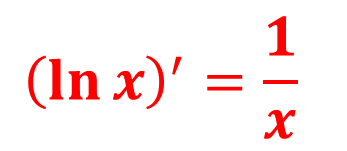 (ln x)′ = 1/x